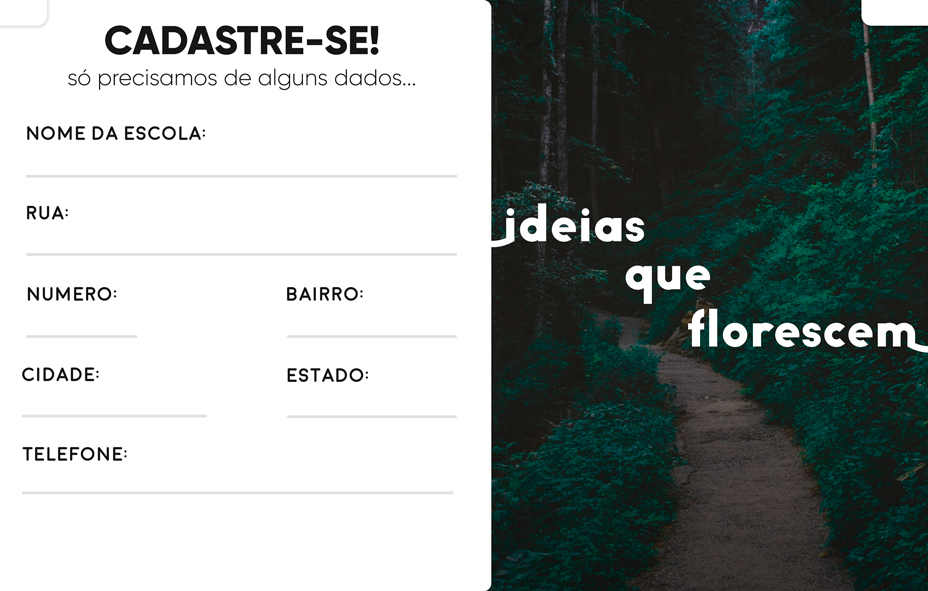 CADASTRE-SE!
só precisamos de alguns dados...
NOME DA ESCOLA:
RUA:
NUMERO:
BAIRRO:
CIDADE:
ESTADO:
TELEFONE:
ideias
que
florescem